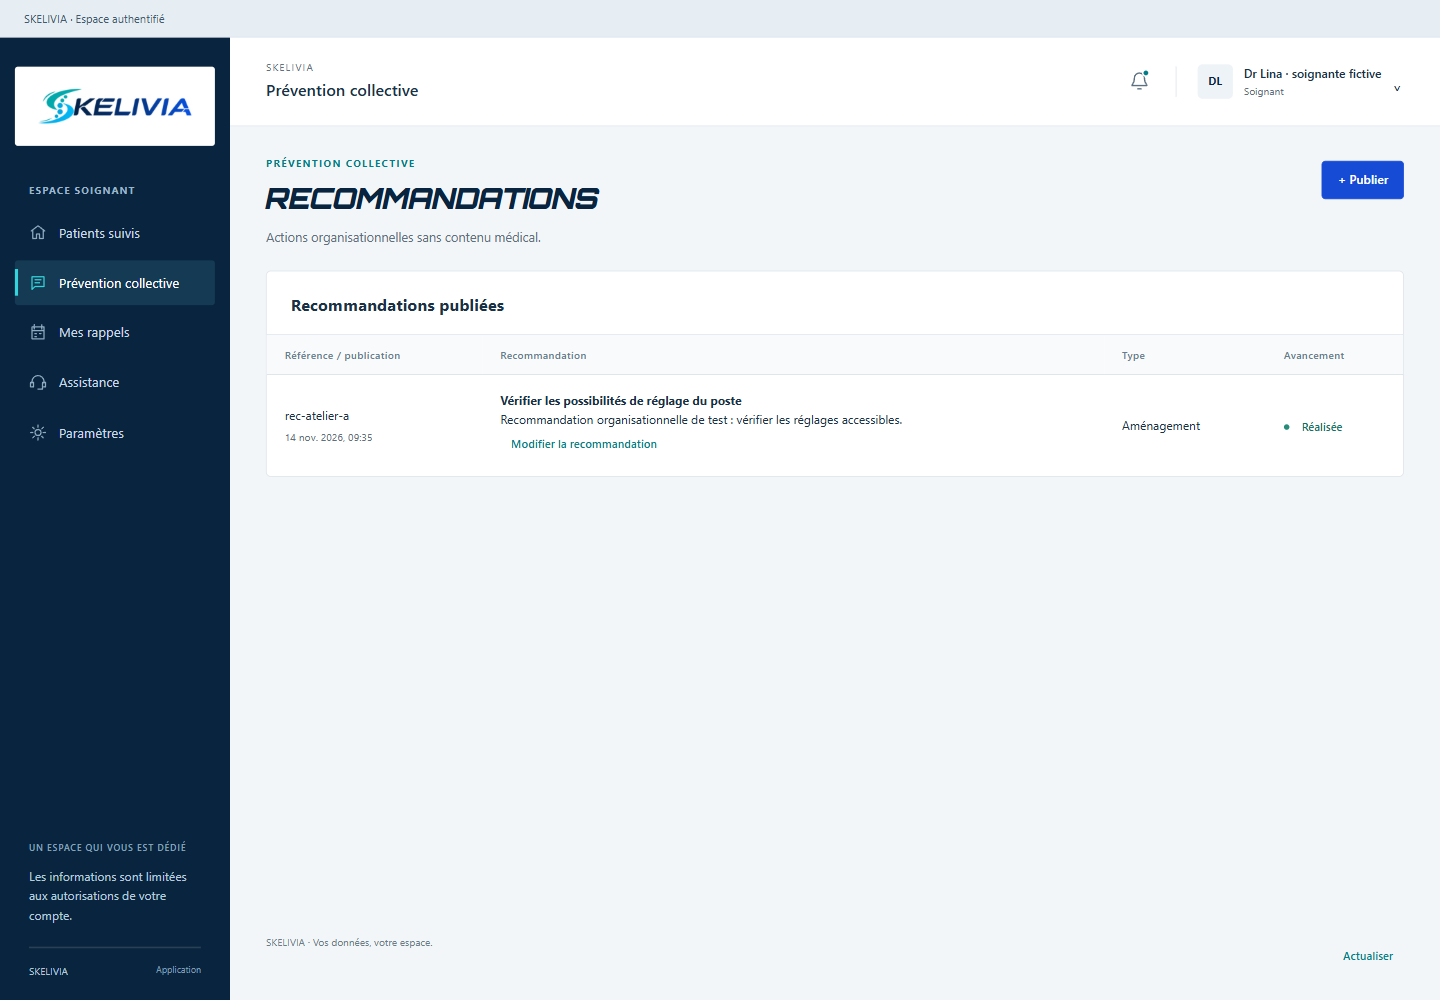 SKELIVIA · Espace authentifié
SKELIVIA
ESPACE SOIGNANT
Patients suivis
Prévention collective
Mes rappels
Assistance
Paramètres
UN ESPACE QUI VOUS EST DÉDIÉ
Les informations sont limitées
aux autorisations de votre
compte.
SKELIVIA Application
SKELIVIA
Prévention collective
DL
Dr Lina · soignante fictive
Soignant
PRÉVENTION COLLECTIVE
RECOMMANDATIONS
Actions organisationnelles sans contenu médical.
+ Publier
Recommandations publiées
Référence / publication Recommandation Type Avancement
rec-atelier-a
14 nov. 2026, 09:35
Vérifier les possibilités de réglage du poste
Recommandation organisationnelle de test : vérifier les réglages accessibles.
Modifier la recommandation
Aménagement
Réalisée
SKELIVIA · Vos données, votre espace.
Actualiser